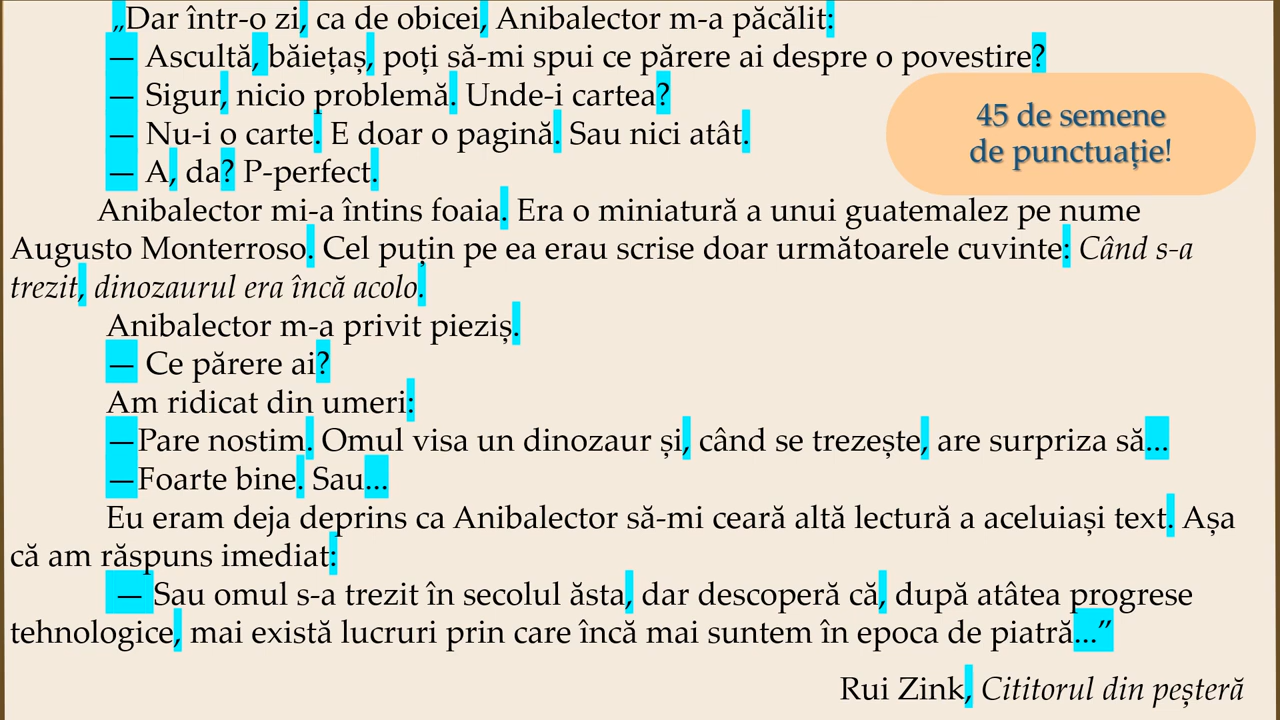 „Dar într-o zi, ca de obicei, Anibalector m-a păcălit:
— Ascultă, băiețaș, poți să-mi spui ce părere ai despre o povestire?
— Sigur, nicio problemă. Unde-i cartea?
— Nu-i o carte. E doar o pagină. Sau nici atât.
— A, da? P-perfect.
45 de semene
de punctuație!
Anibalector mi-a întins foaia. Era o miniatură a unui guatemalez pe nume
Augusto Monterroso. Cel puțin pe ea erau scrise doar următoarele cuvinte: Când s-a
trezit, dinozaurul era încă acolo.
Anibalector m-a privit pieziș.
— Ce părere ai?
Am ridicat din umeri:
—Pare nostim. Omul visa un dinozaur și, când se trezește, are surpriza să...
—Foarte bine. Sau...
Eu eram deja deprins ca Anibalector să-mi ceară altă lectură a aceluiași text. Așa
că am răspuns imediat:
— Sau omul s-a trezit în secolul ăsta, dar descoperă că, după atâtea progrese
tehnologice, mai există lucruri prin care încă mai suntem în epoca de piatră...”
Rui Zink, Cititorul din peșteră